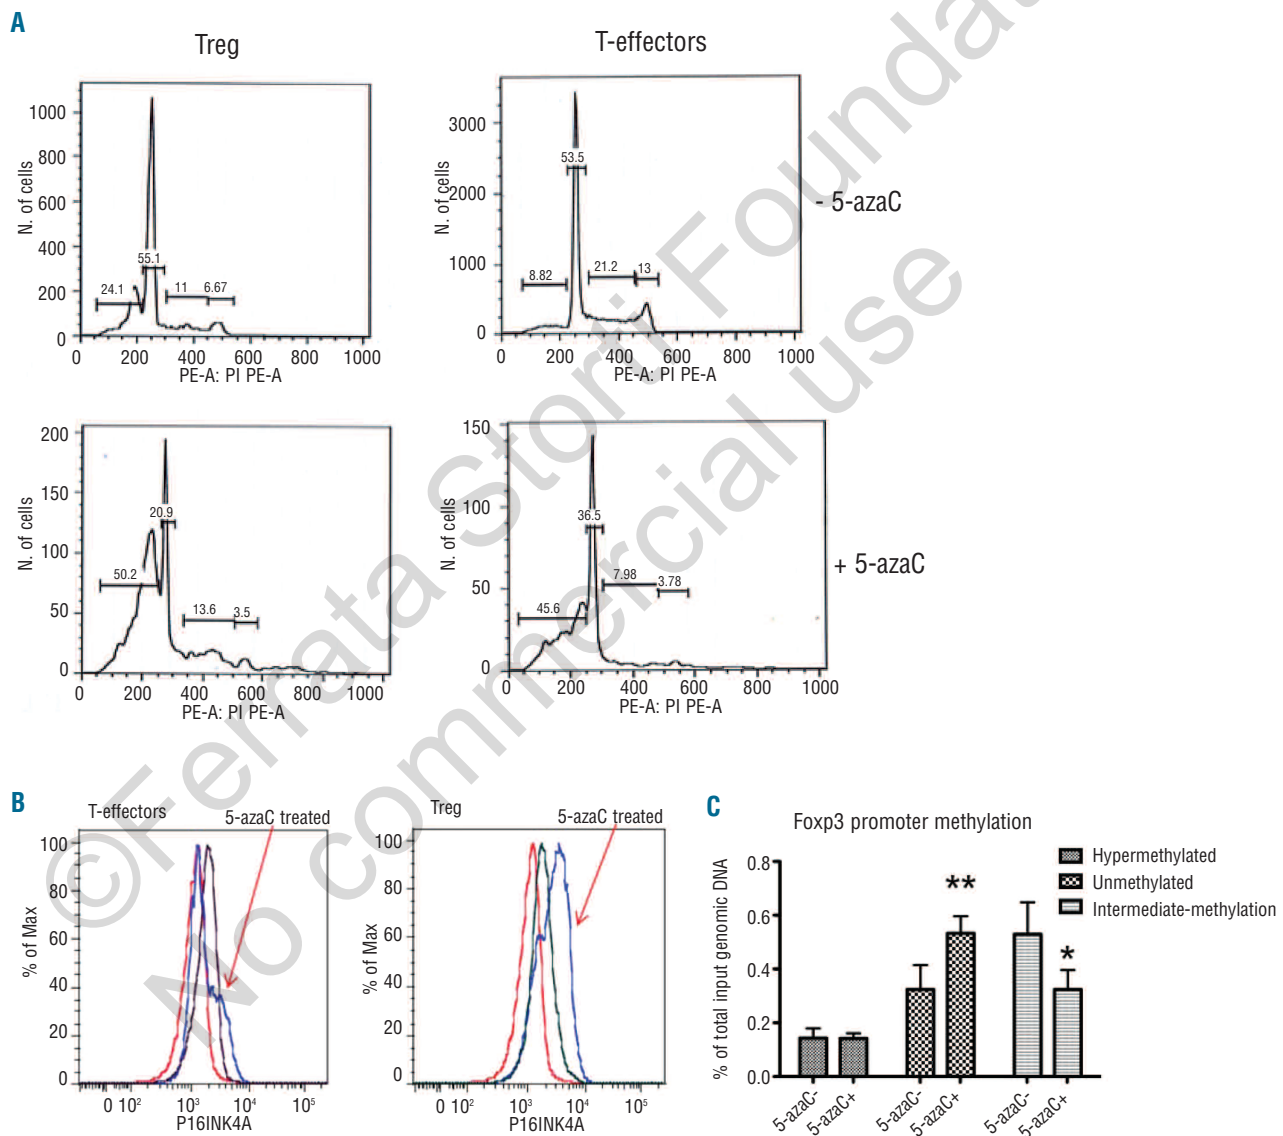 A
Treg
T-effectors
N. of cells
1000
800
600
400
200
0
24.1
55.1
11
6.67
0 200 400 600 800 1000
PE-A: PI PE-A
N. of cells
3000
2000
1000
0
8.82
53.5
21.2
13
0 200 400 600 800 1000
PE-A: PI PE-A
- 5-azaC
N. of cells
200
150
100
50
0
50.2
20.9
13.6
3.5
0 200 400 600 800 1000
PE-A: PI PE-A
N. of cells
150
100
50
0
45.6
36.5
7.98
3.78
0 200 400 600 800 1000
PE-A: PI PE-A
+ 5-azaC
B
T-effectors
5-azaC treated
% of Max
100
80
60
40
20
0
0 10² 10³ 10⁴ 10⁵
P16INK4A
Treg
5-azaC treated
% of Max
100
80
60
40
20
0
0 10² 10³ 10⁴ 10⁵
P16INK4A
C
Foxp3 promoter methylation
Hypermethylated
Unmethylated
Intermediate-methylation
% of total input genomic DNA
0.8
0.6
0.4
0.2
0.0
**
*
5-azaC- 5-azaC+ 5-azaC- 5-azaC+ 5-azaC- 5-azaC+
©Ferrata Storti Foundat
No commercial use